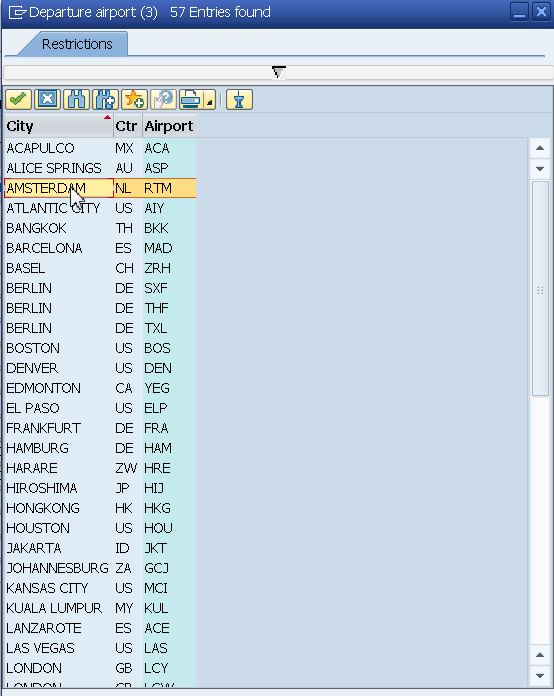 Departure airport (3) 57 Entries found
Restrictions
City Ctr Airport
ACAPULCO MX ACA
ALICE SPRINGS AU ASP
AMSTERDAM NL RTM
ATLANTIC CITY US AIY
BANGKOK TH BKK
BARCELONA ES MAD
BASEL CH ZRH
BERLIN DE SXF
BERLIN DE THF
BERLIN DE TXL
BOSTON US BOS
DENVER US DEN
EDMONTON CA YEG
EL PASO US ELP
FRANKFURT DE FRA
HAMBURG DE HAM
HARARE ZW HRE
HIROSHIMA JP HIJ
HONGKONG HK HKG
HOUSTON US HOU
JAKARTA ID JKT
JOHANNESBURG ZA GCJ
KANSAS CITY US MCI
KUALA LUMPUR MY KUL
LANZAROTE ES ACE
LAS VEGAS US LAS
LONDON GB LCY
LONDON GB LGW